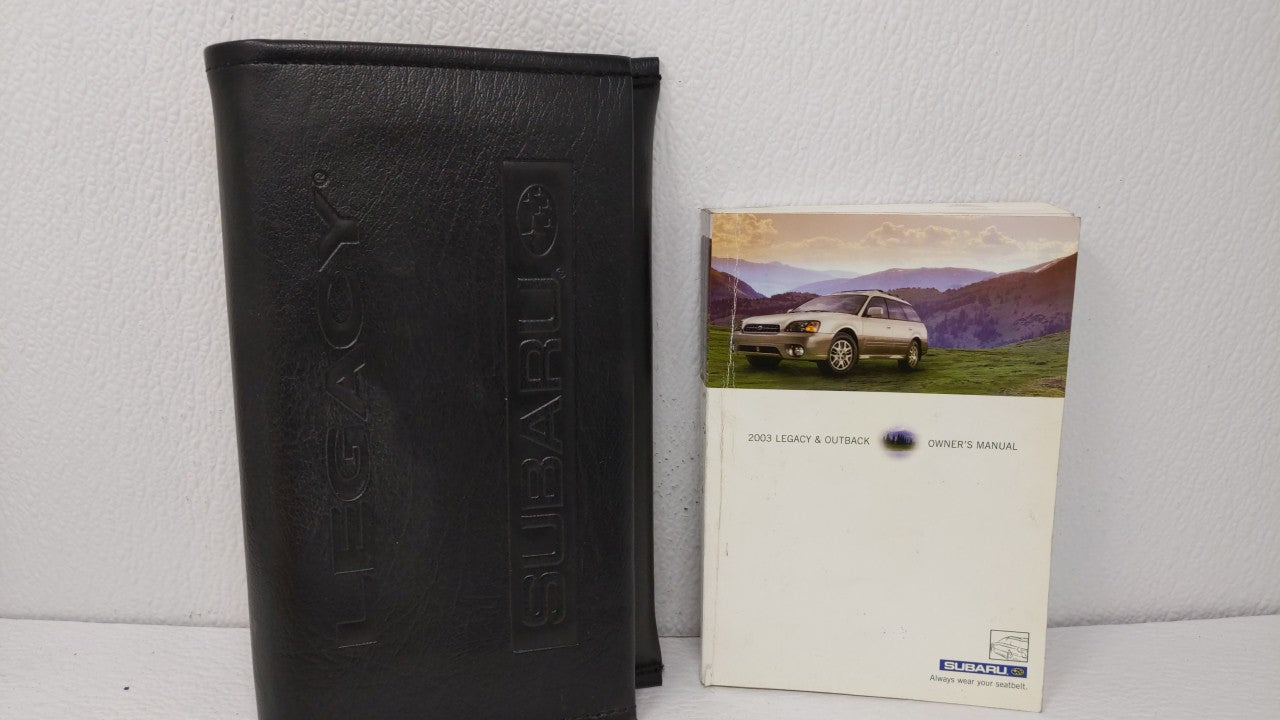 LEGACY®
SUBARU®
2003 LEGACY & OUTBACK OWNER'S MANUAL
SUBARU
Always wear your seatbelt.